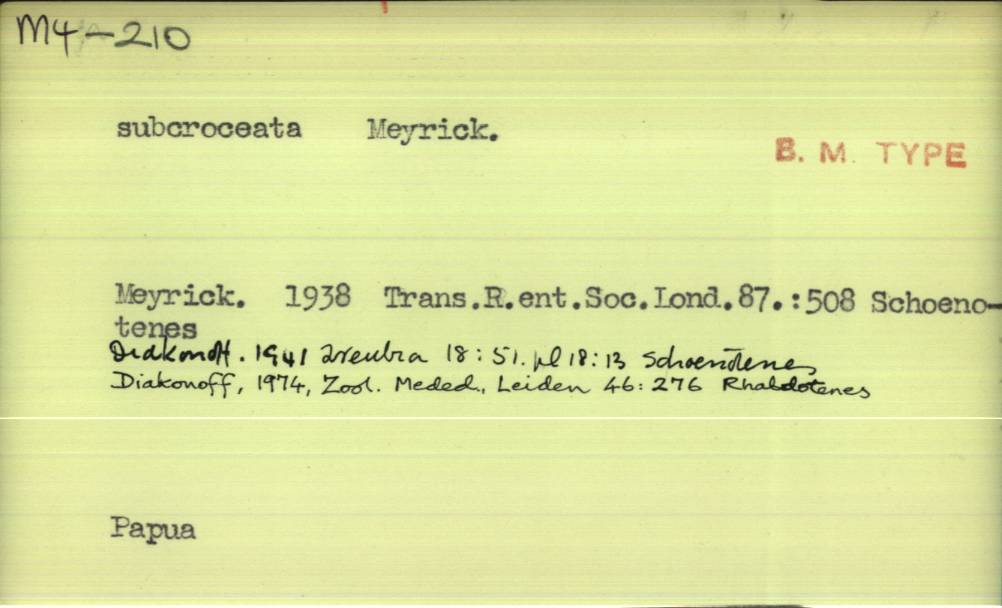 M4-210
subcroceata Meyrick.
B. M. TYPE
Meyrick. 1938 Trans.R.ent.Soc.Lond.87.:508 Schoeno-
tenes
Diakonoff. 1941 Treubia 18:51. pl 18:13 Schoenotenes
Diakonoff, 1974, Zool. Meded., Leiden 46:276 Rhabdotenes
Papua